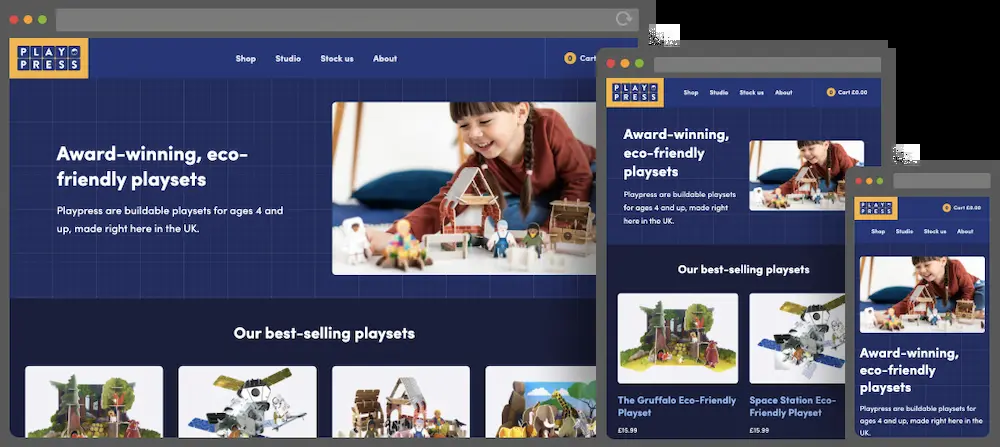 PLAY
PRESS
Shop Studio Stock us About
0 Cart
Award-winning, eco-
friendly playsets
Playpress are buildable playsets for ages 4 and
up, made right here in the UK.
Our best-selling playsets
PLAY
PRESS
Shop Studio Stock us About
0 Cart £0.00
Award-winning,
eco-friendly
playsets
Playpress are buildable playsets
for ages 4 and up, made right
here in the UK.
Our best-selling playsets
The Gruffalo Eco-Friendly
Playset
£15.99
Space Station Eco-
Friendly Playset
£15.99
PLAY
PRESS
0 Cart £0.00
Shop Studio Stock us About
Award-winning,
eco-friendly
playsets
Playpress are buildable playsets for
ages 4 and up, made right here in the
UK.